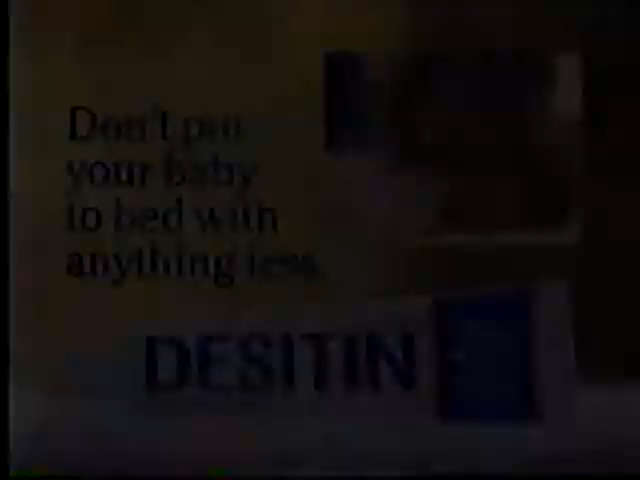 Don't put
your baby
to bed with
anything less.
DESITIN